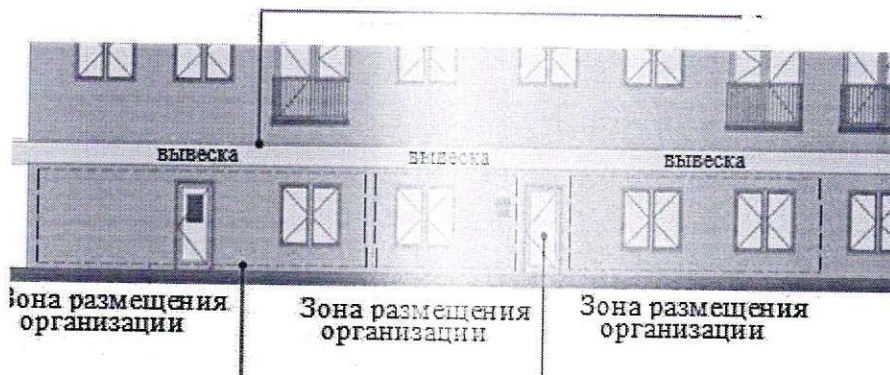 вывеска вывеска вывеска
Зона размещения
организации
Зона размещения
организации
Зона размещения
организации